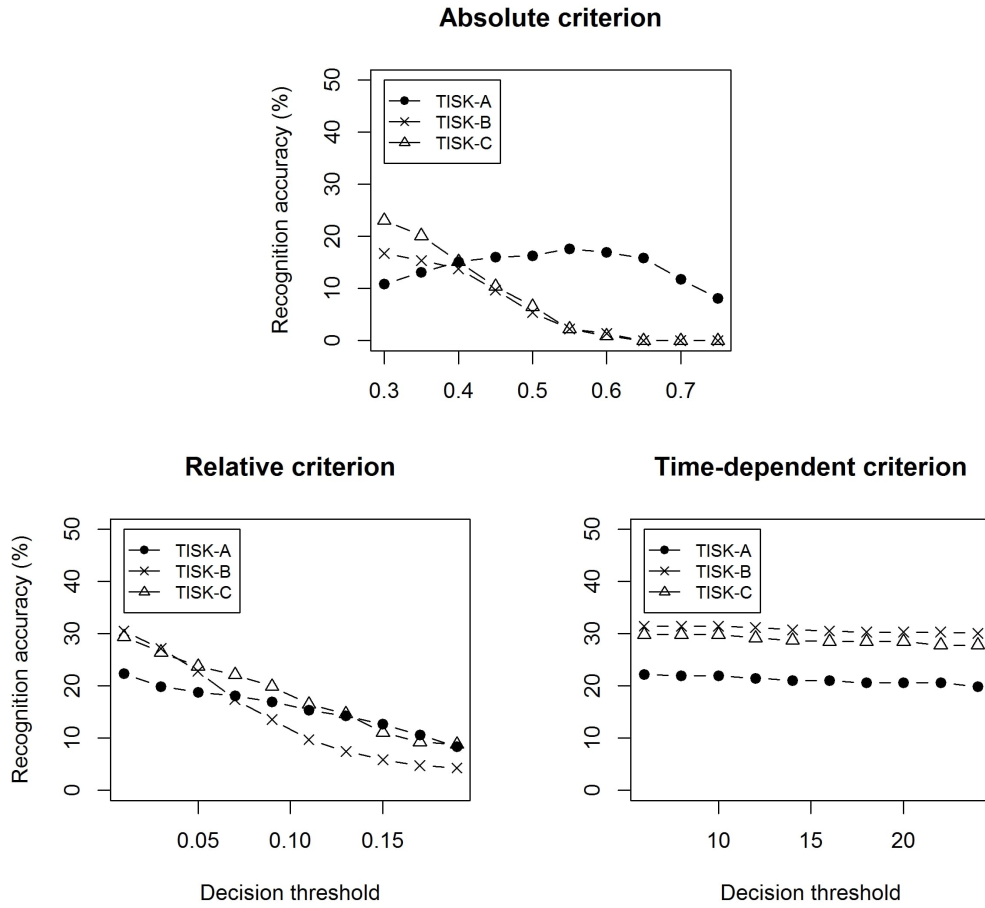 Absolute criterion
Recognition accuracy (%)
50
40
30
20
10
0
TISK-A
TISK-B
TISK-C
0.3
0.4
0.5
0.6
0.7
Relative criterion
Recognition accuracy (%)
50
40
30
20
10
0
TISK-A
TISK-B
TISK-C
0.05
0.10
0.15
Decision threshold
Time-dependent criterion
50
40
30
20
10
0
TISK-A
TISK-B
TISK-C
10
15
20
Decision threshold